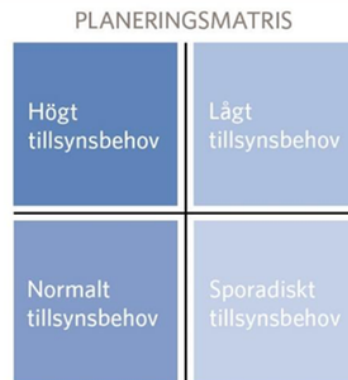 PLANERINGSMATRIS
Högt
tillsynsbehov
Lågt
tillsynsbehov
Normalt
tillsynsbehov
Sporadiskt
tillsynsbehov